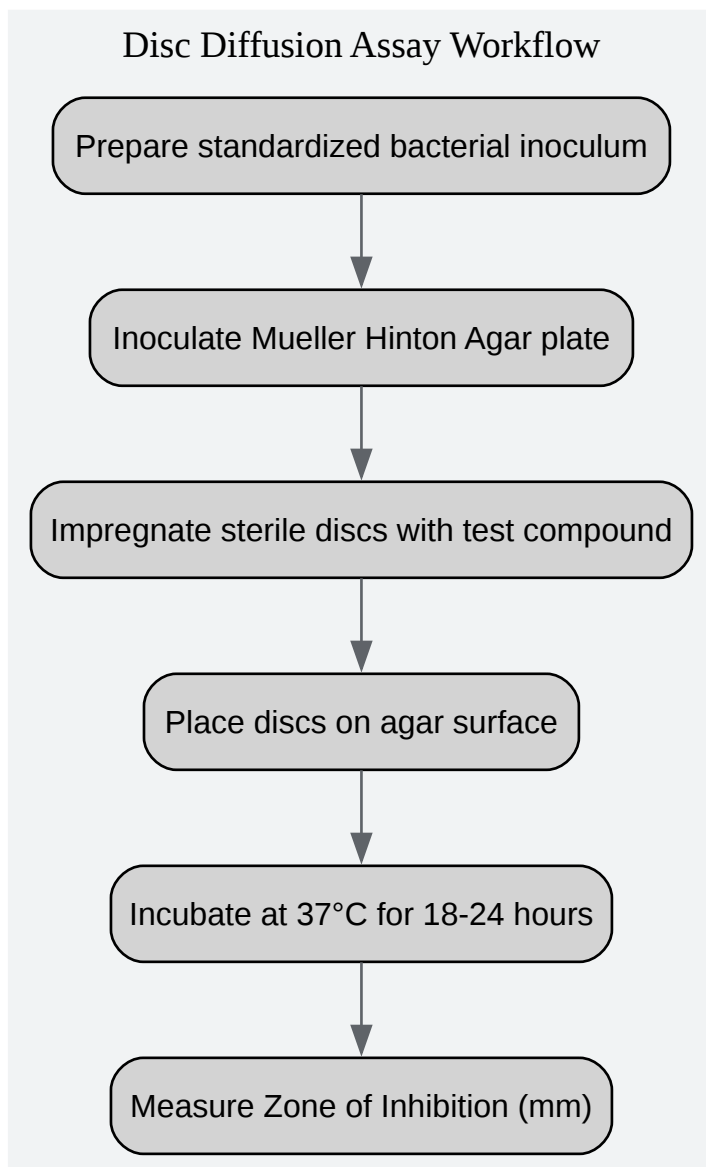 Disc Diffusion Assay Workflow
Prepare standardized bacterial inoculum
Inoculate Mueller Hinton Agar plate
Impregnate sterile discs with test compound
Place discs on agar surface
Incubate at 37°C for 18-24 hours
Measure Zone of Inhibition (mm)